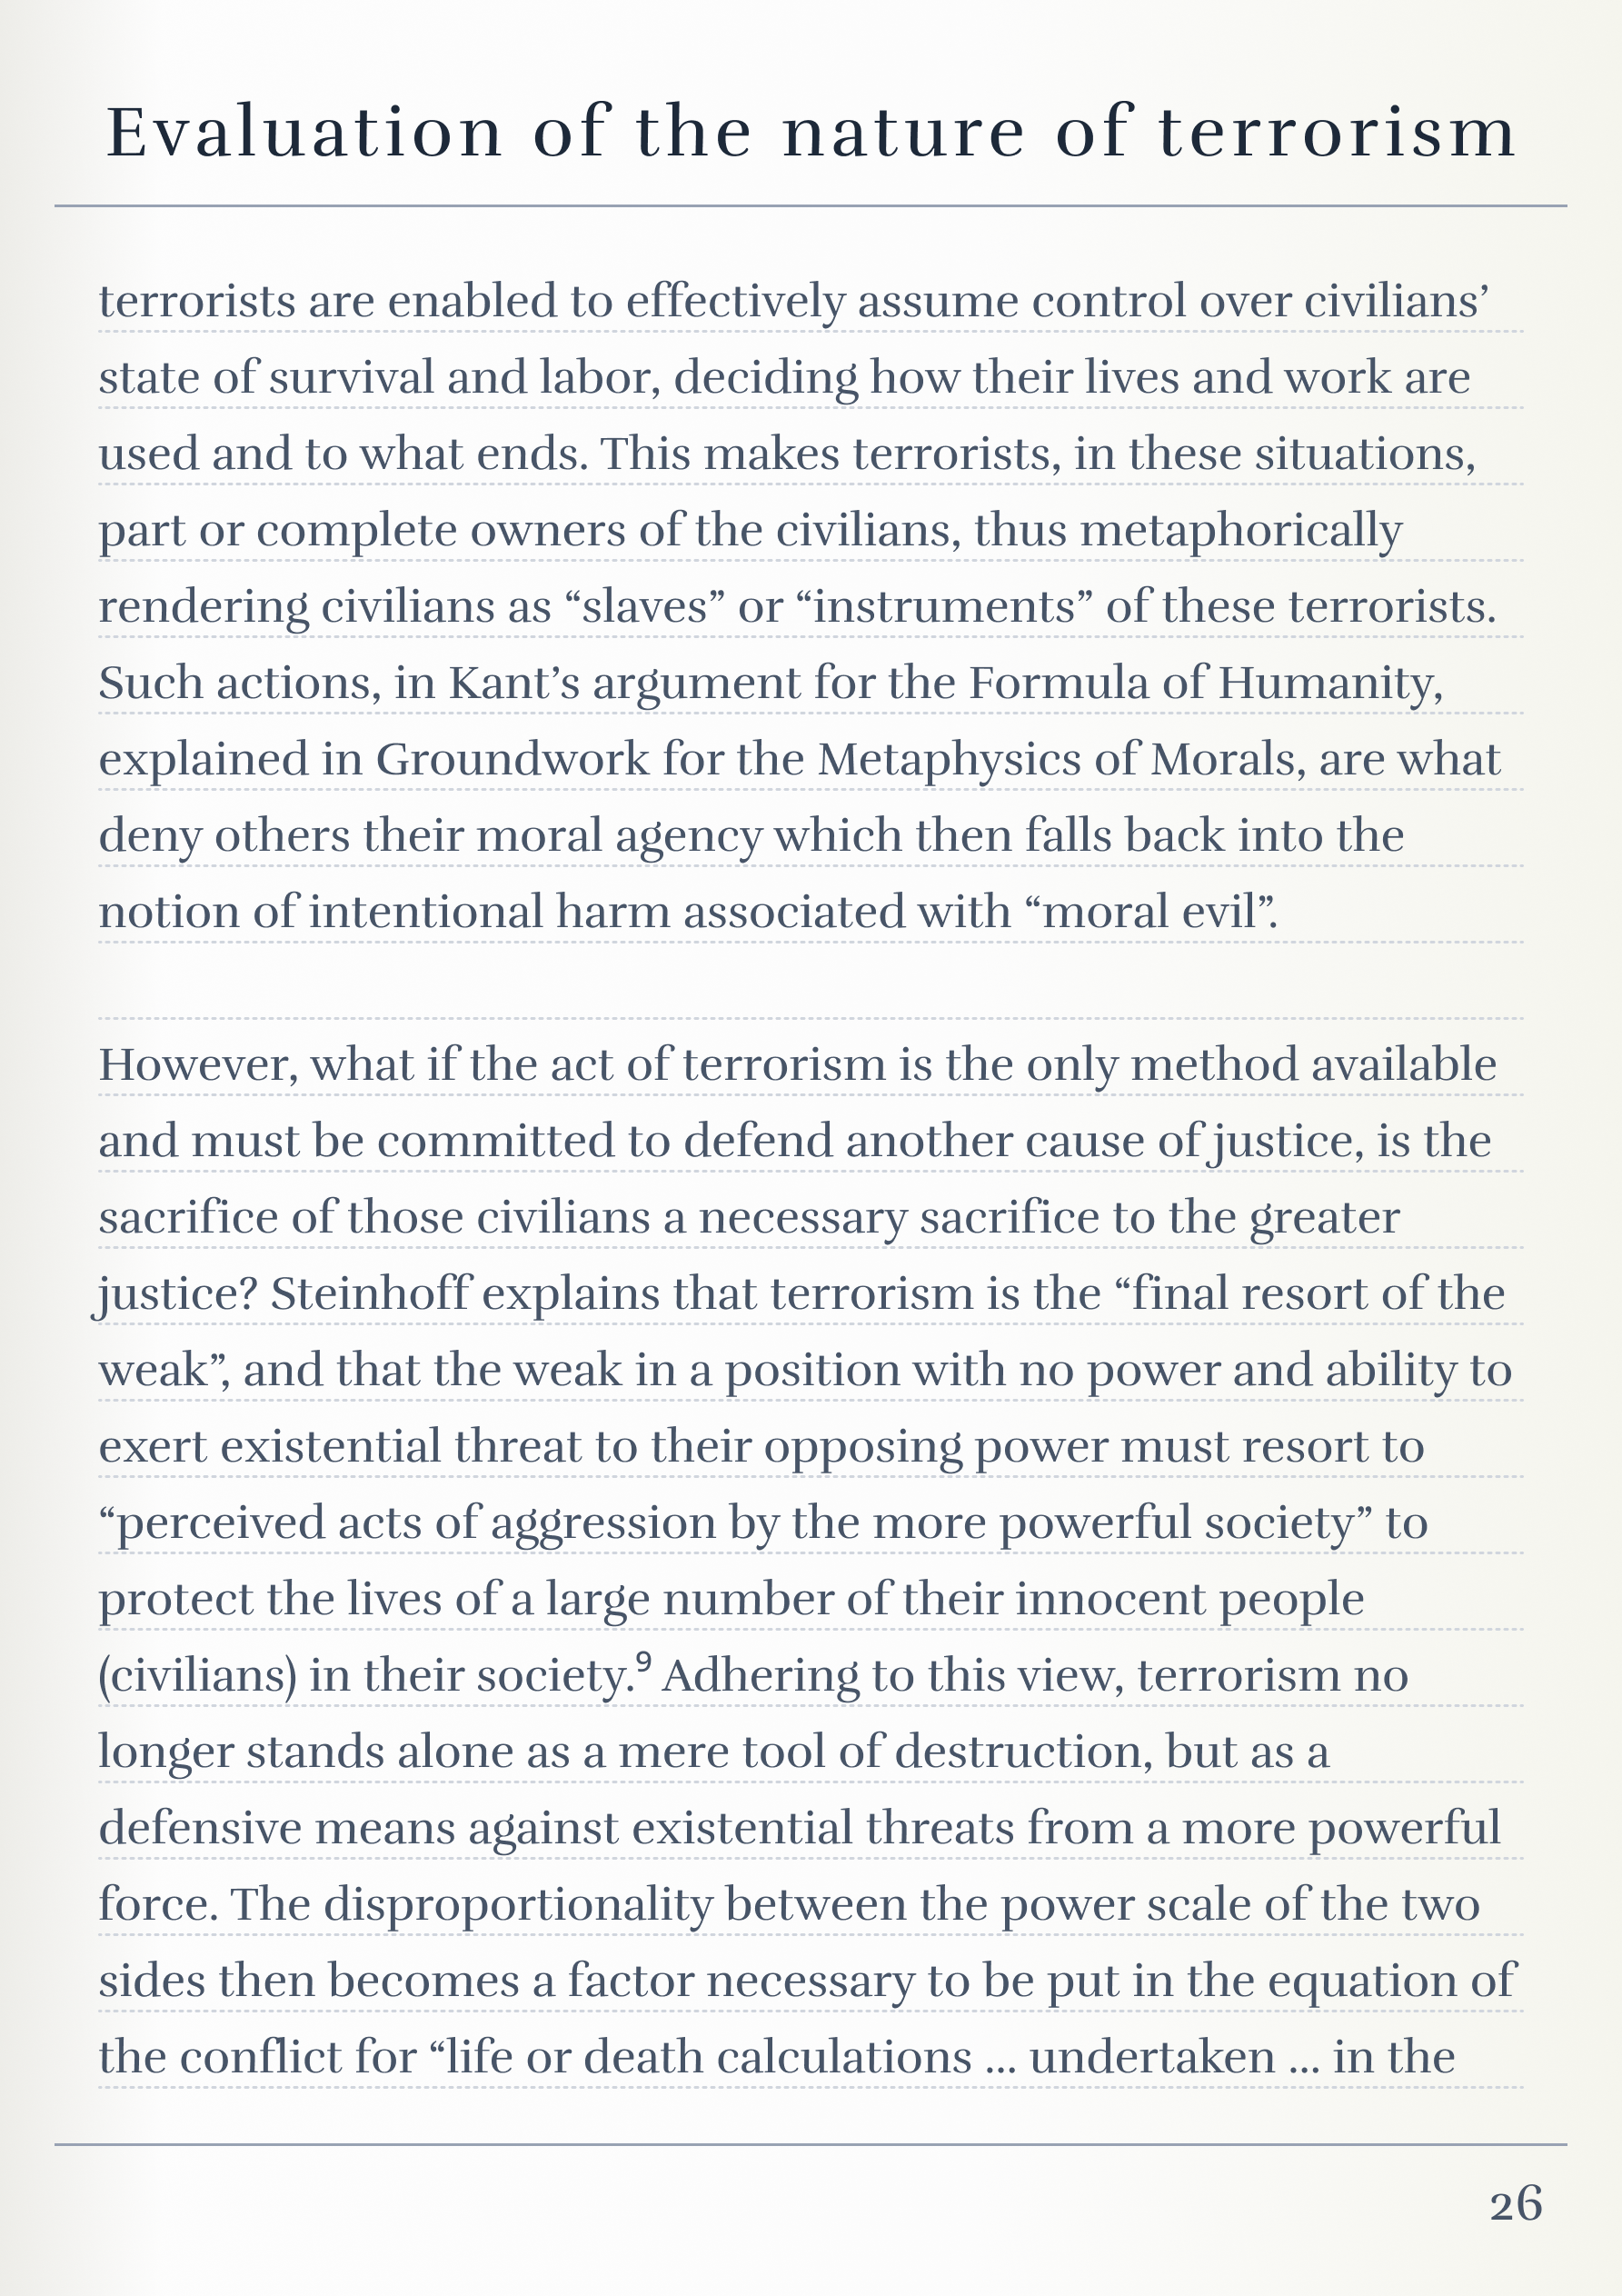 Evaluation of the nature of terrorism
terrorists are enabled to effectively assume control over civilians’
state of survival and labor, deciding how their lives and work are
used and to what ends. This makes terrorists, in these situations,
part or complete owners of the civilians, thus metaphorically
rendering civilians as “slaves” or “instruments” of these terrorists.
Such actions, in Kant’s argument for the Formula of Humanity,
explained in Groundwork for the Metaphysics of Morals, are what
deny others their moral agency which then falls back into the
notion of intentional harm associated with “moral evil”.
However, what if the act of terrorism is the only method available
and must be committed to defend another cause of justice, is the
sacrifice of those civilians a necessary sacrifice to the greater
justice? Steinhoff explains that terrorism is the “final resort of the
weak”, and that the weak in a position with no power and ability to
exert existential threat to their opposing power must resort to
“perceived acts of aggression by the more powerful society” to
protect the lives of a large number of their innocent people
(civilians) in their society.⁹ Adhering to this view, terrorism no
longer stands alone as a mere tool of destruction, but as a
defensive means against existential threats from a more powerful
force. The disproportionality between the power scale of the two
sides then becomes a factor necessary to be put in the equation of
the conflict for “life or death calculations ... undertaken ... in the
26